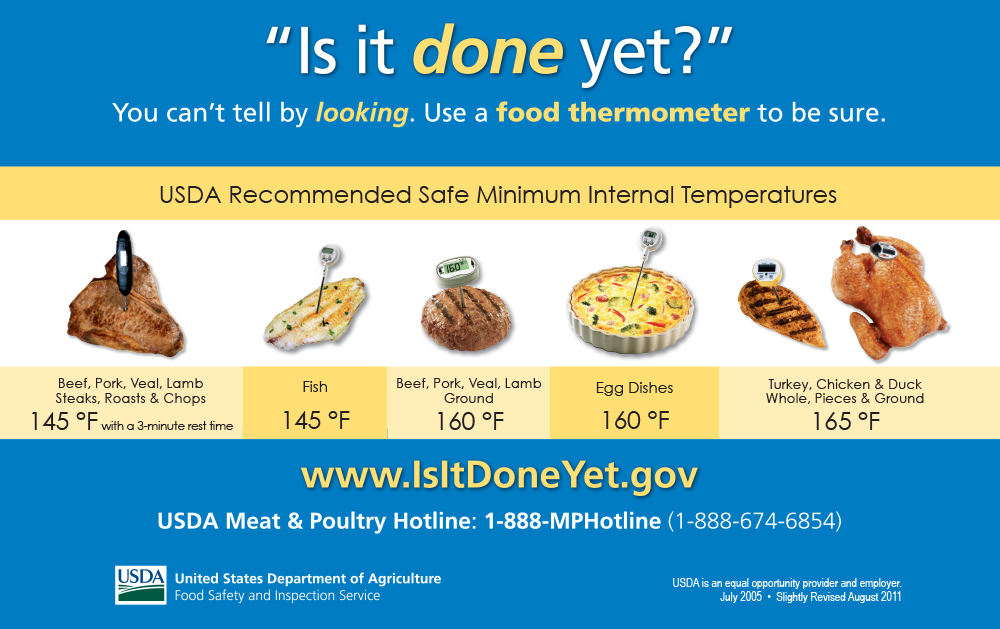 “Is it done yet?”
You can’t tell by looking. Use a food thermometer to be sure.
USDA Recommended Safe Minimum Internal Temperatures
160°
Beef, Pork, Veal, Lamb
Steaks, Roasts & Chops
145 °F with a 3-minute rest time
Fish
145 °F
Beef, Pork, Veal, Lamb
Ground
160 °F
Egg Dishes
160 °F
Turkey, Chicken & Duck
Whole, Pieces & Ground
165 °F
www.IsItDoneYet.gov
USDA Meat & Poultry Hotline: 1-888-MPHotline (1-888-674-6854)
USDA
United States Department of Agriculture
Food Safety and Inspection Service
USDA is an equal opportunity provider and employer.
July 2005 • Slightly Revised August 2011